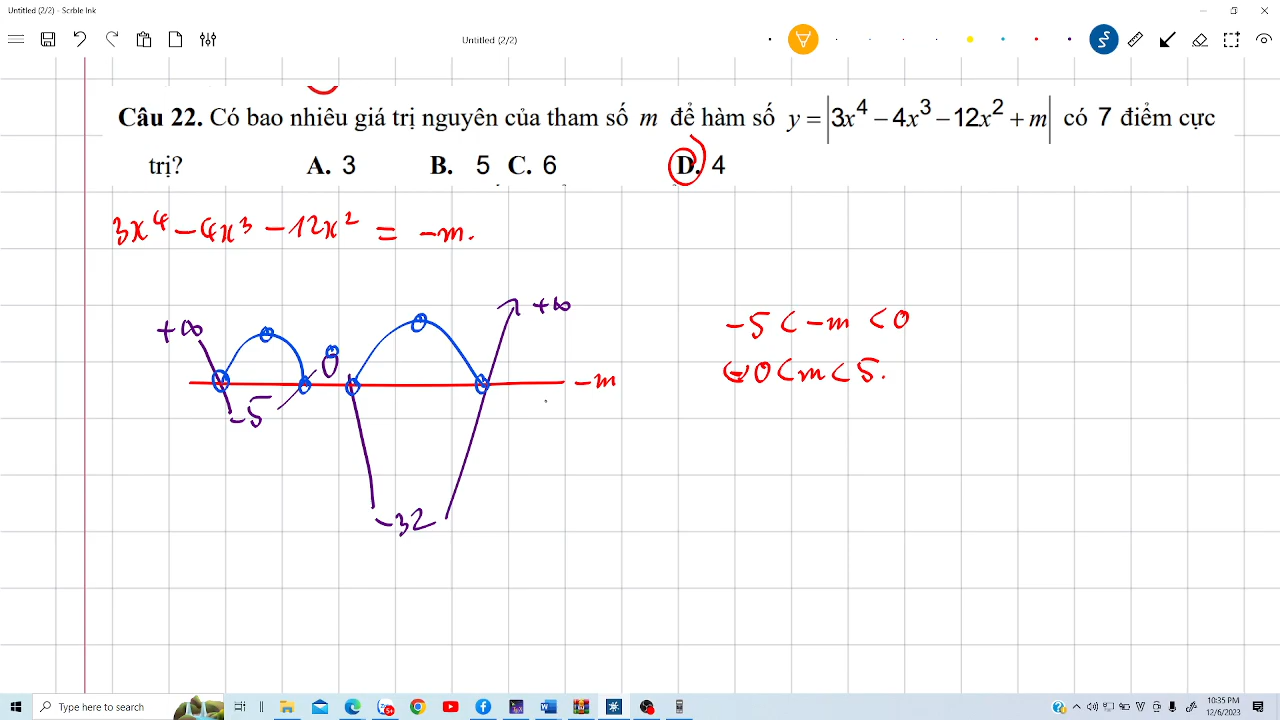 Untitled (2/2) - Scrble Ink
Untitled (2/2)
Câu 22. Có bao nhiêu giá trị nguyên của tham số m để hàm số y = |3x⁴ − 4x³ − 12x² + m| có 7 điểm cực
trị? A. 3 B. 5 C. 6 D. 4
3x⁴ − 4x³ − 12x² = −m.
+∞ +∞
0
−5 < −m < 0
⇔ 0 < m < 5.
−m
−5
−32
Type here to search
10:35 PM
12/6/2023